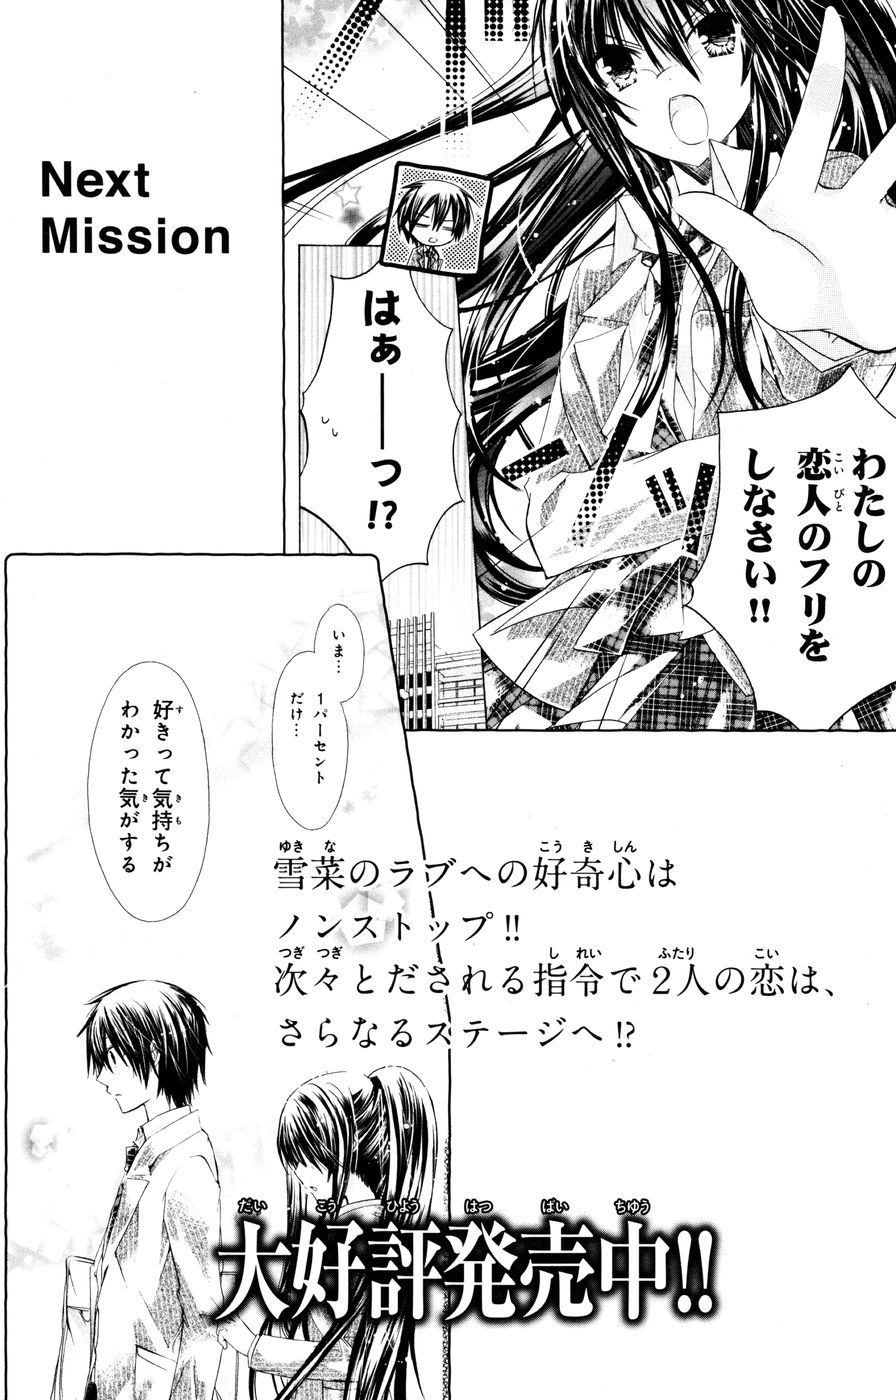 Next
Mission
わたしの
恋人のフリを
しなさい!!
はぁ――っ!?
いま…
1パーセント
だけ…
好きって気持ちが
わかった気がする
雪菜のラブへの好奇心は
ノンストップ!!
次々とだされる指令で2人の恋は、
さらなるステージへ!?
大好評発売中!!